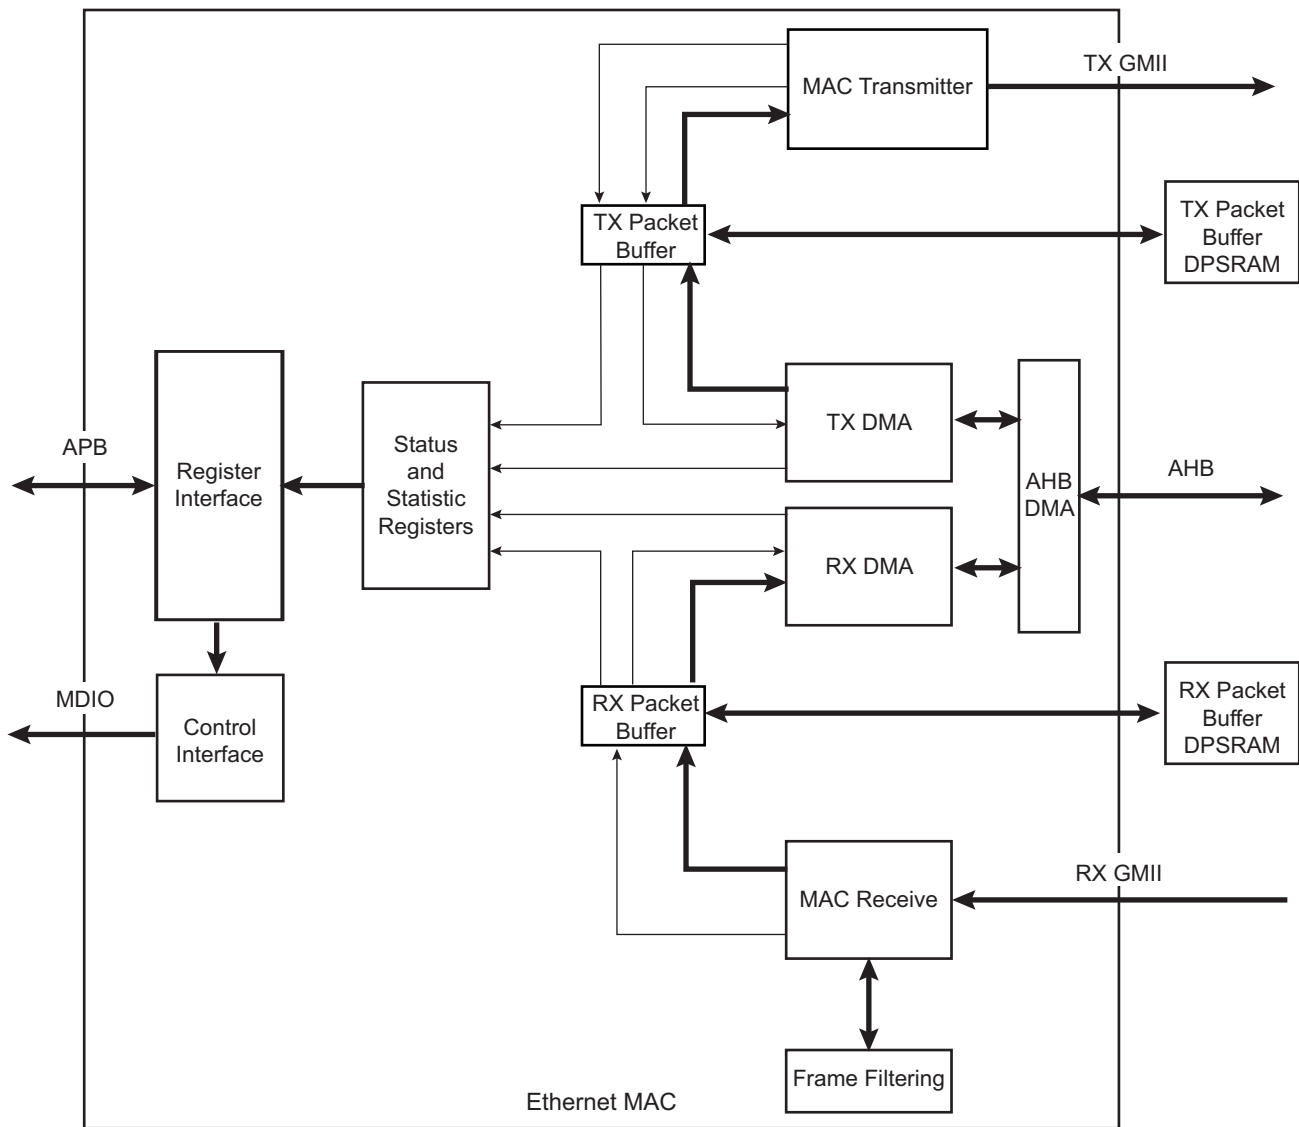 MAC Transmitter
TX GMII
TX Packet
Buffer
TX Packet
Buffer
DPSRAM
APB
Register
Interface
Status
and
Statistic
Registers
TX DMA
AHB
DMA
AHB
RX DMA
MDIO
Control
Interface
RX Packet
Buffer
RX Packet
Buffer
DPSRAM
MAC Receive
RX GMII
Frame Filtering
Ethernet MAC